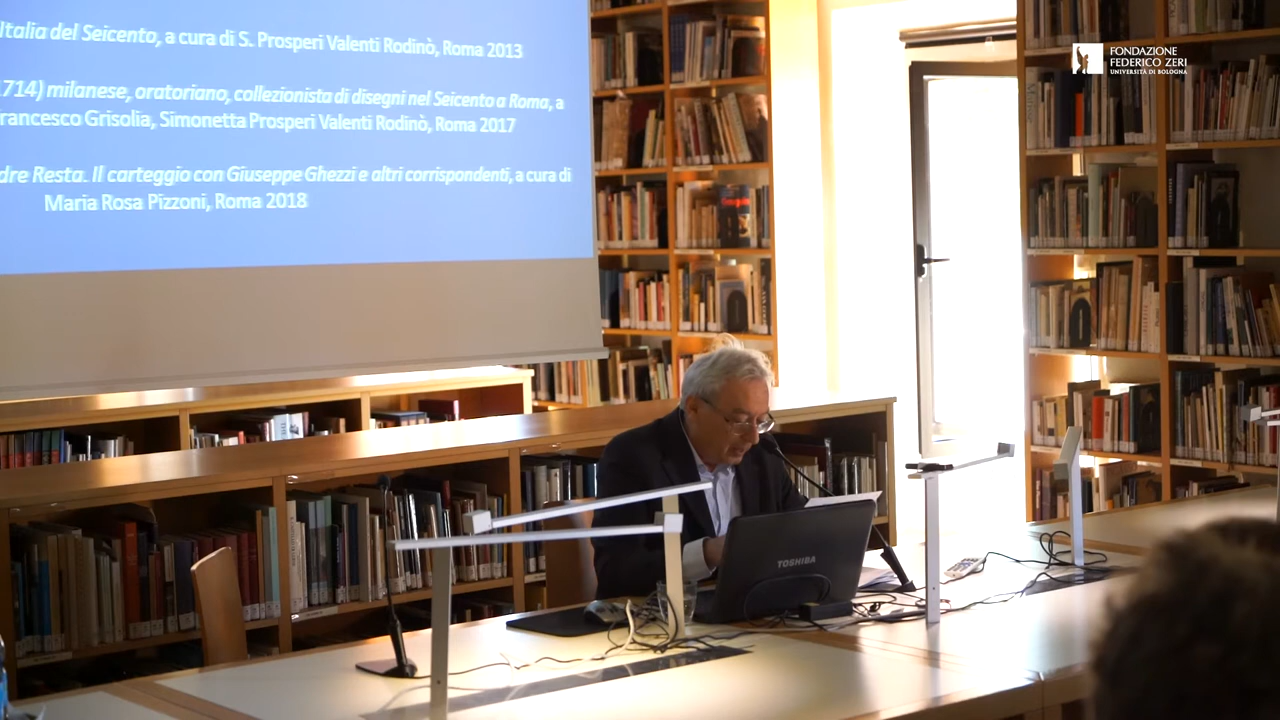 Italia del Seicento, a cura di S. Prosperi Valenti Rodinò, Roma 2013
1714) milanese, oratoriano, collezionista di disegni nel Seicento a Roma, a
rancesco Grisolia, Simonetta Prosperi Valenti Rodinò, Roma 2017
dre Resta. Il carteggio con Giuseppe Ghezzi e altri corrispondenti, a cura di
Maria Rosa Pizzoni, Roma 2018
FONDAZIONE
FEDERICO ZERI
UNIVERSITÀ DI BOLOGNA
TOSHIBA